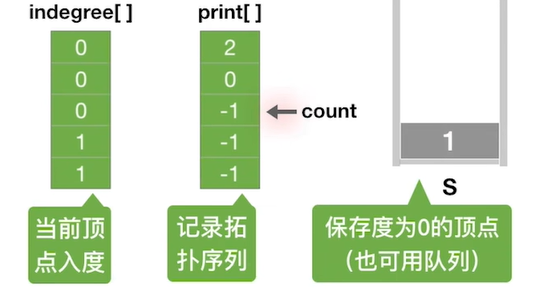 indegree[ ]
print[ ]
0
0
0
1
1
2
0
-1
-1
-1
count
1
S
当前顶
点入度
记录拓
扑序列
保存度为0的顶点
（也可用队列）